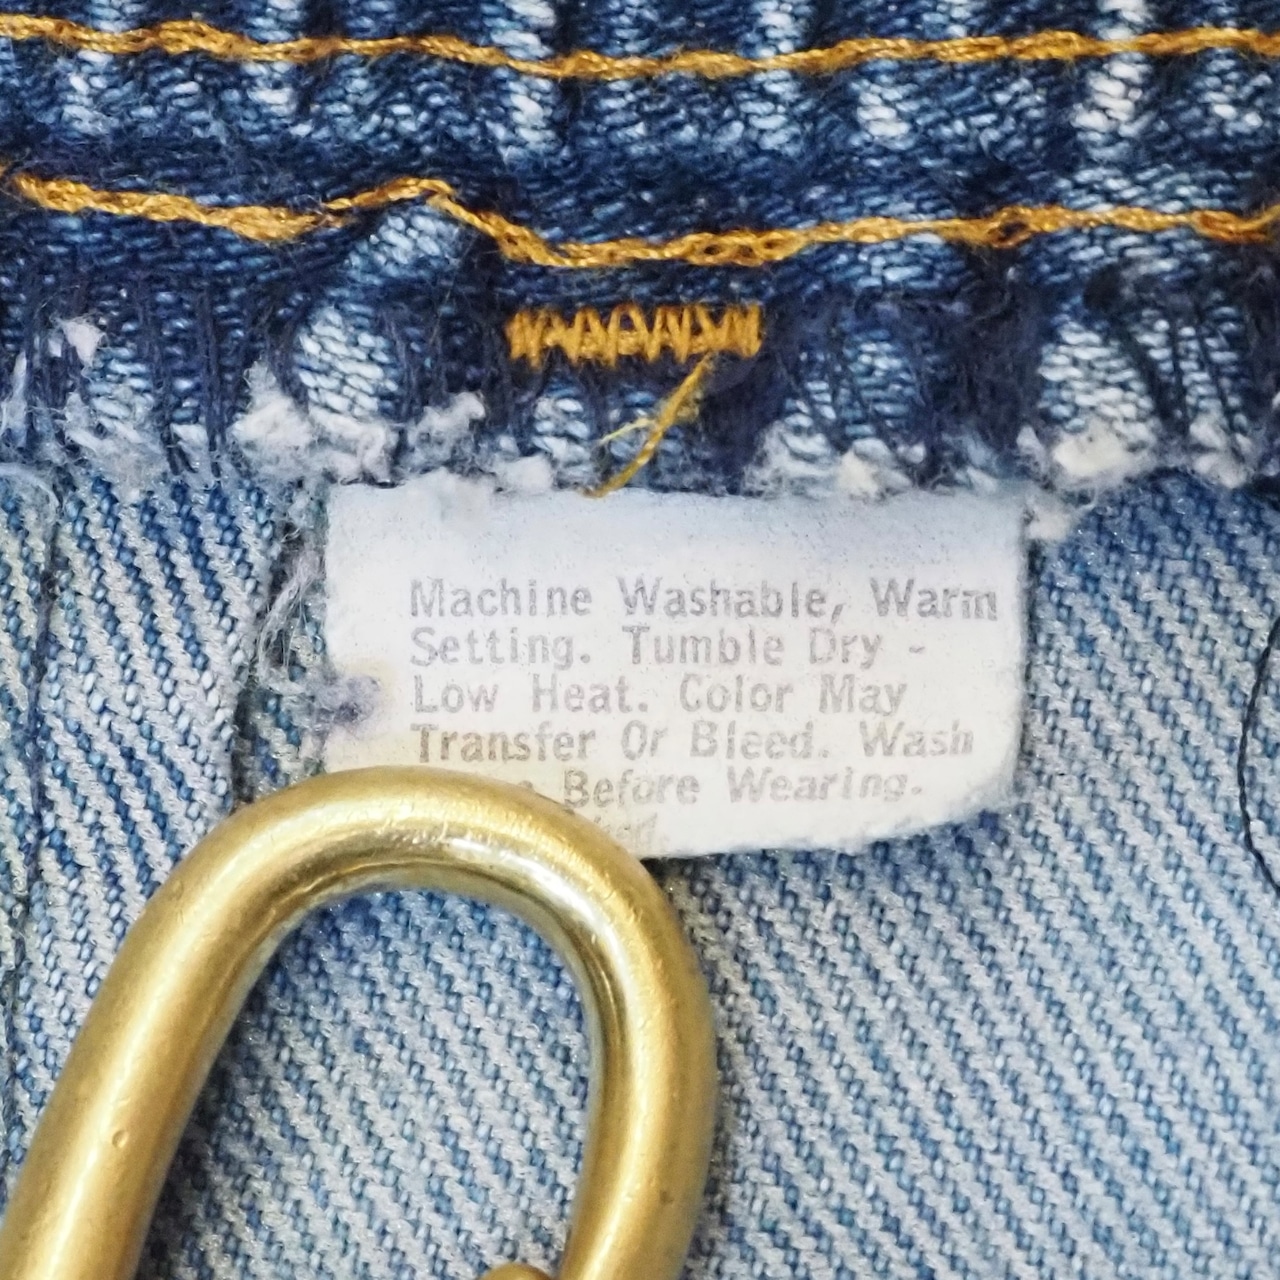 Machine Washable, Warm
Setting. Tumble Dry -
Low Heat. Color May
Transfer Or Bleed. Wash
Before Wearing.